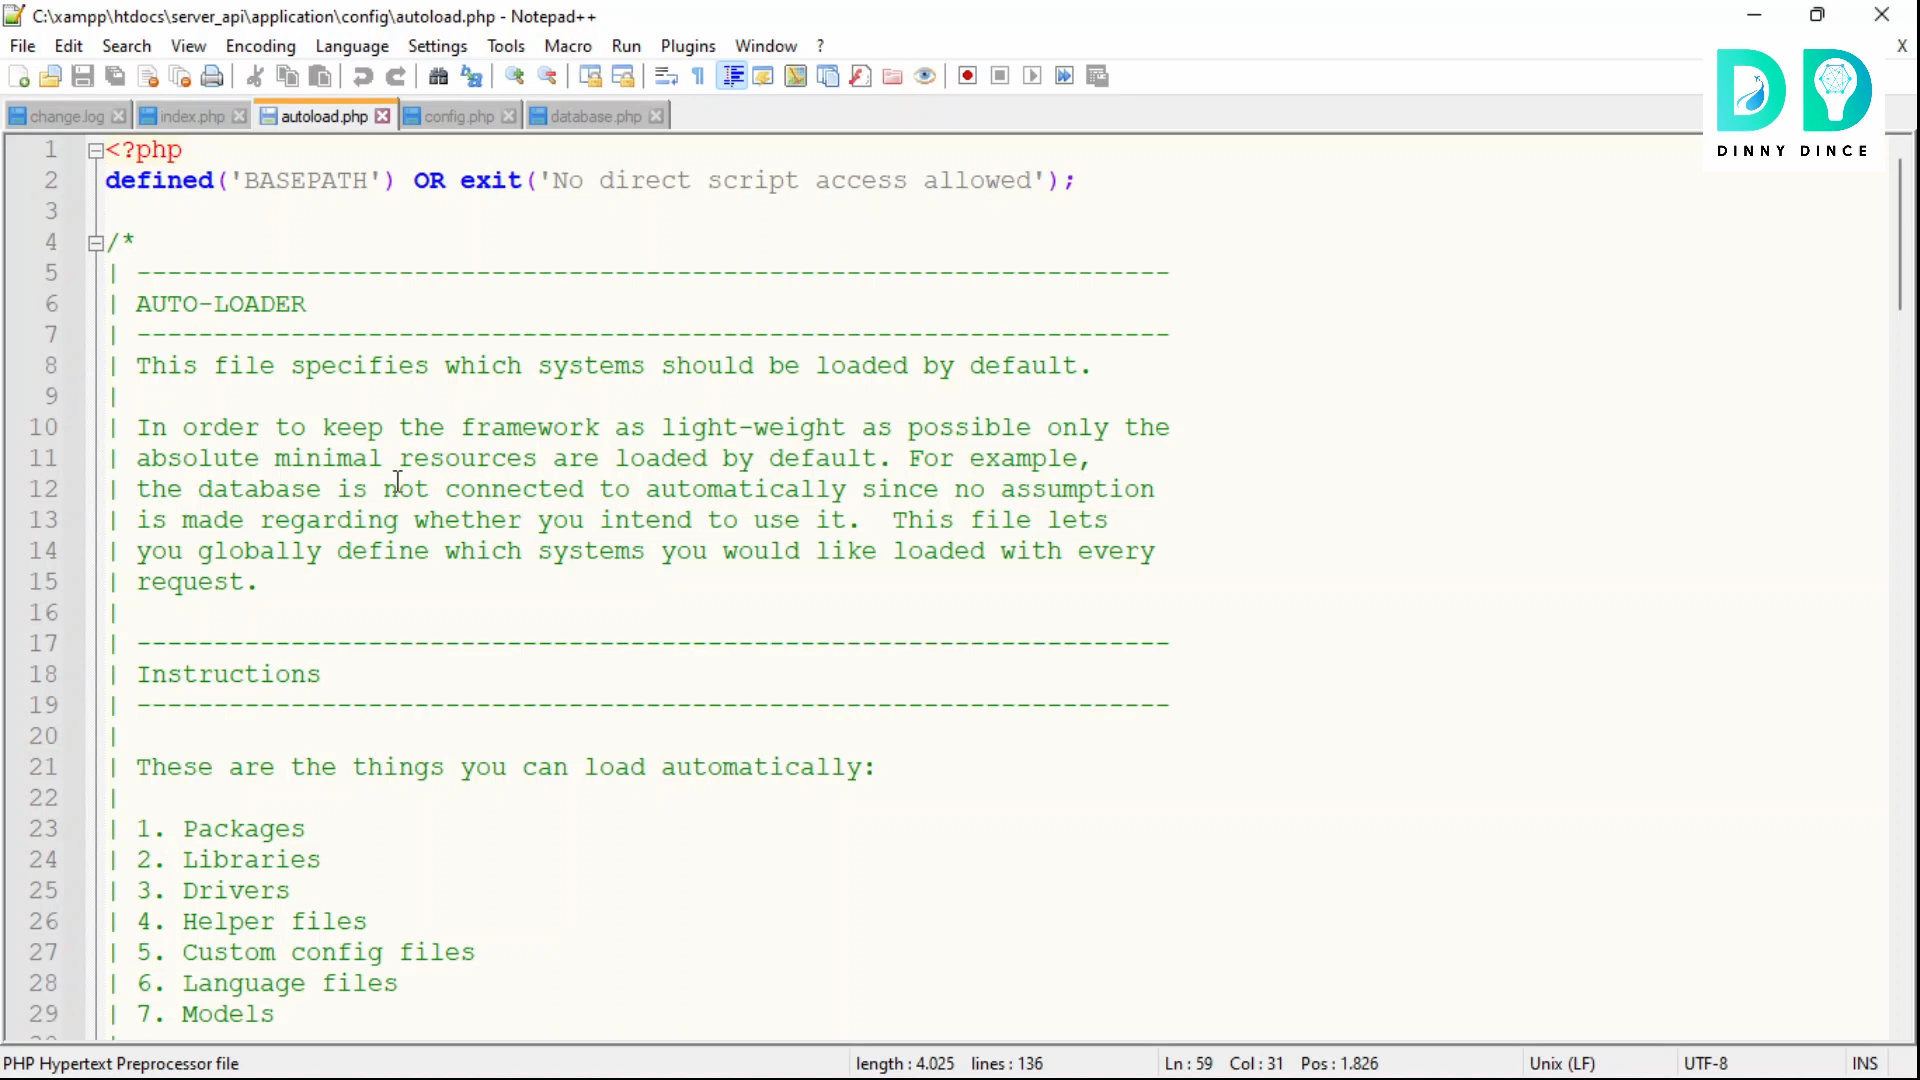 C:\xampp\htdocs\server_api\application\config\autoload.php - Notepad++
File Edit Search View Encoding Language Settings Tools Macro Run Plugins Window ? X
change.log index.php autoload.php config.php database.php
DINNY DINCE
1 <?php
2 defined('BASEPATH') OR exit('No direct script access allowed');
3
4 /*
5 | -------------------------------------------------------------------
6 | AUTO-LOADER
7 | -------------------------------------------------------------------
8 | This file specifies which systems should be loaded by default.
9 |
10 | In order to keep the framework as light-weight as possible only the
11 | absolute minimal resources are loaded by default. For example,
12 | the database is not connected to automatically since no assumption
13 | is made regarding whether you intend to use it.  This file lets
14 | you globally define which systems you would like loaded with every
15 | request.
16 |
17 | -------------------------------------------------------------------
18 | Instructions
19 | -------------------------------------------------------------------
20 |
21 | These are the things you can load automatically:
22 |
23 | 1. Packages
24 | 2. Libraries
25 | 3. Drivers
26 | 4. Helper files
27 | 5. Custom config files
28 | 6. Language files
29 | 7. Models
PHP Hypertext Preprocessor file length : 4.025 lines : 136 Ln : 59 Col : 31 Pos : 1.826 Unix (LF) UTF-8 INS